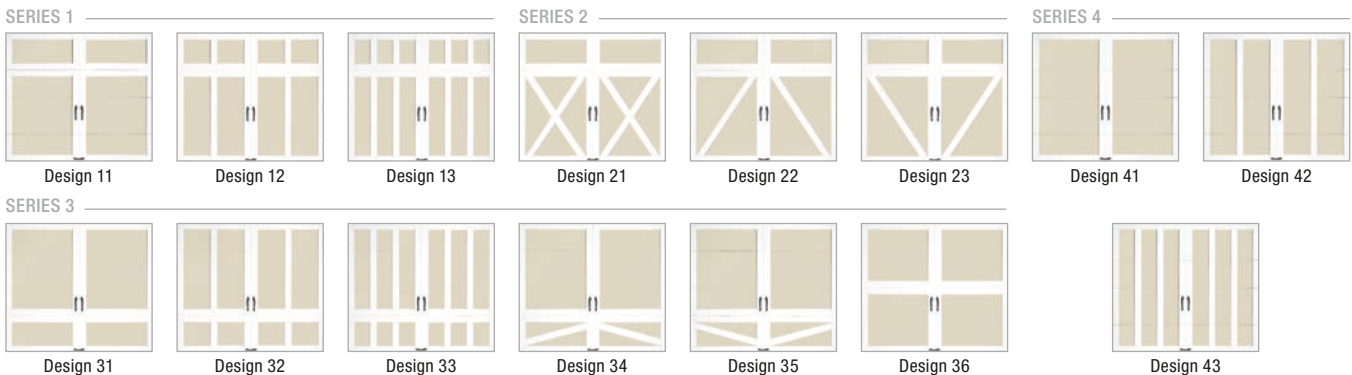 SERIES 1
SERIES 2
SERIES 4
Design 11
Design 12
Design 13
Design 21
Design 22
Design 23
Design 41
Design 42
SERIES 3
Design 31
Design 32
Design 33
Design 34
Design 35
Design 36
Design 43